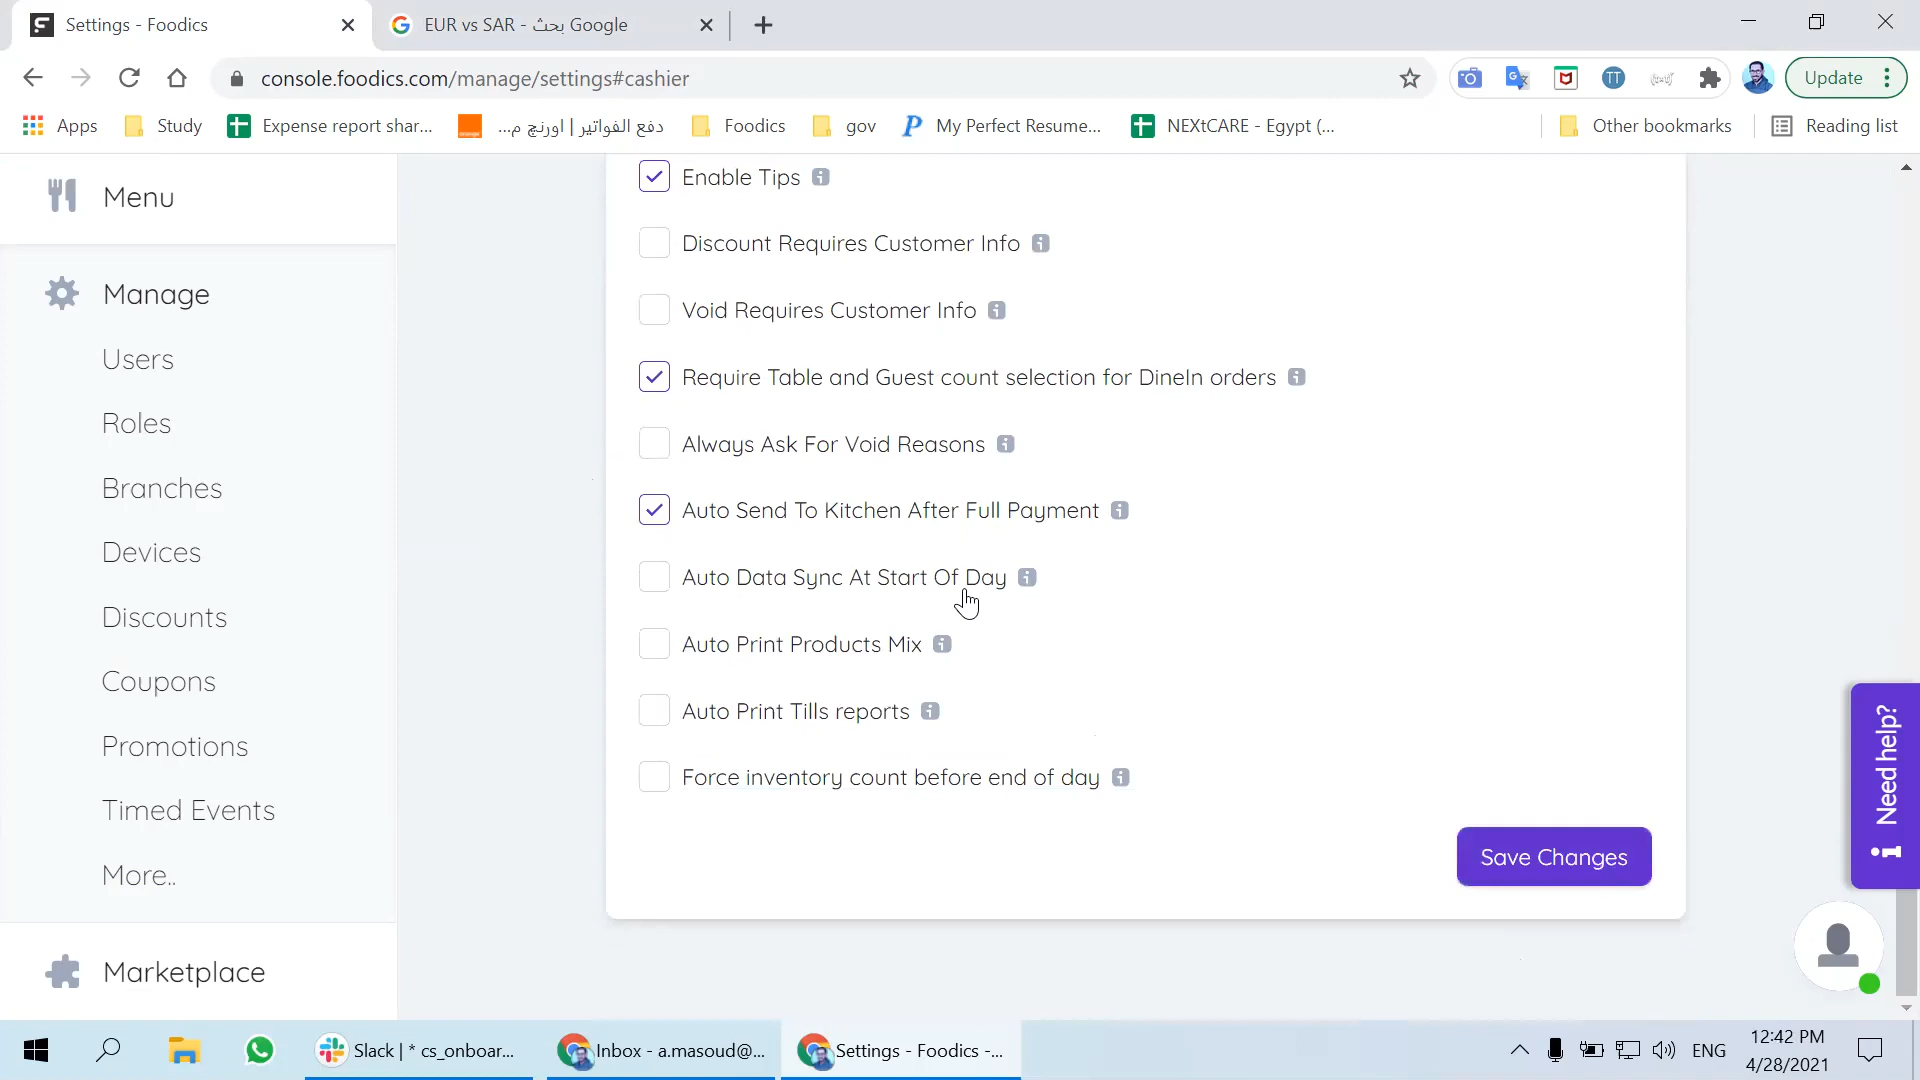 Settings - Foodics
EUR vs SAR - بحث Google
console.foodics.com/manage/settings#cashier
Update
Apps
Study
Expense report shar...
دفع الفواتير | اورنچ م...
Foodics
gov
My Perfect Resume...
NEXtCARE - Egypt (...
Other bookmarks
Reading list
Menu
Manage
Users
Roles
Branches
Devices
Discounts
Coupons
Promotions
Timed Events
More..
Marketplace
Enable Tips
Discount Requires Customer Info
Void Requires Customer Info
Require Table and Guest count selection for DineIn orders
Always Ask For Void Reasons
Auto Send To Kitchen After Full Payment
Auto Data Sync At Start Of Day
Auto Print Products Mix
Auto Print Tills reports
Force inventory count before end of day
Save Changes
Need help?
Slack | * cs_onboar...
Inbox - a.masoud@...
Settings - Foodics -...
ENG
12:42 PM
4/28/2021